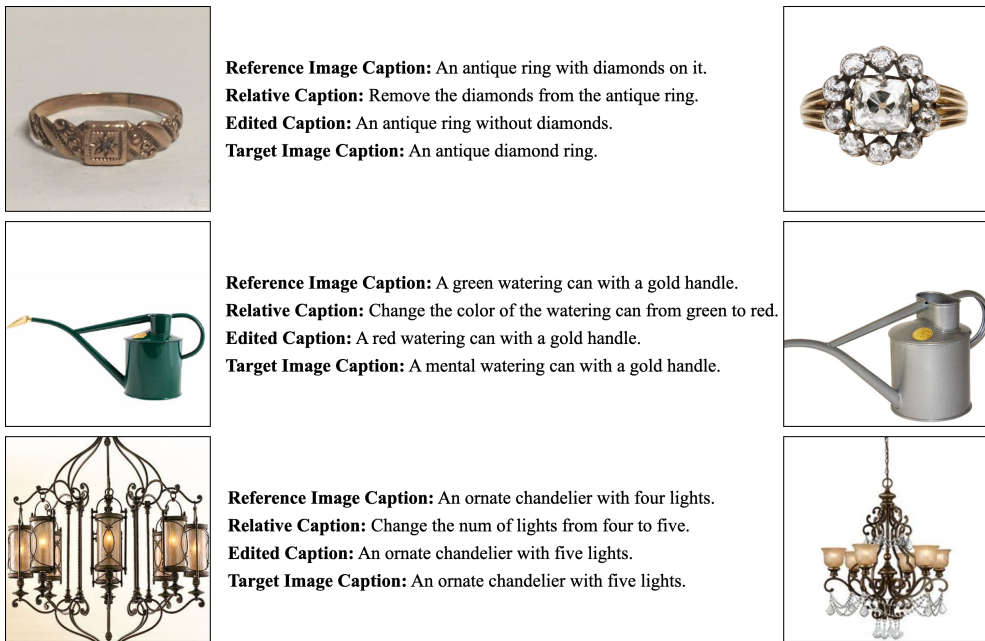 Reference Image Caption: An antique ring with diamonds on it.
Relative Caption: Remove the diamonds from the antique ring.
Edited Caption: An antique ring without diamonds.
Target Image Caption: An antique diamond ring.
Reference Image Caption: A green watering can with a gold handle.
Relative Caption: Change the color of the watering can from green to red.
Edited Caption: A red watering can with a gold handle.
Target Image Caption: A mental watering can with a gold handle.
Reference Image Caption: An ornate chandelier with four lights.
Relative Caption: Change the num of lights from four to five.
Edited Caption: An ornate chandelier with five lights.
Target Image Caption: An ornate chandelier with five lights.